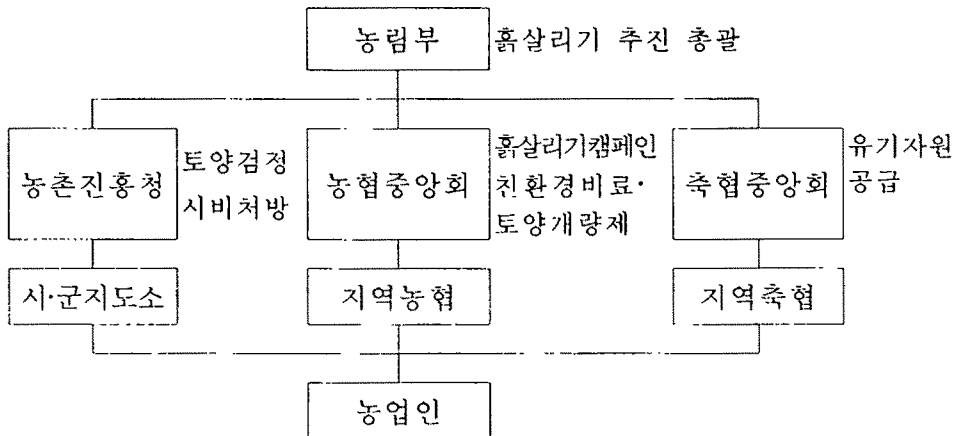 농림부 흙살리기 추진 총괄
농촌진흥청
토양검정
시비처방
농협중앙회
흙살리기캠페인
친환경비료·
토양개량제
축협중앙회
유기자원
공급
시·군지도소
지역농협
지역축협
농업인